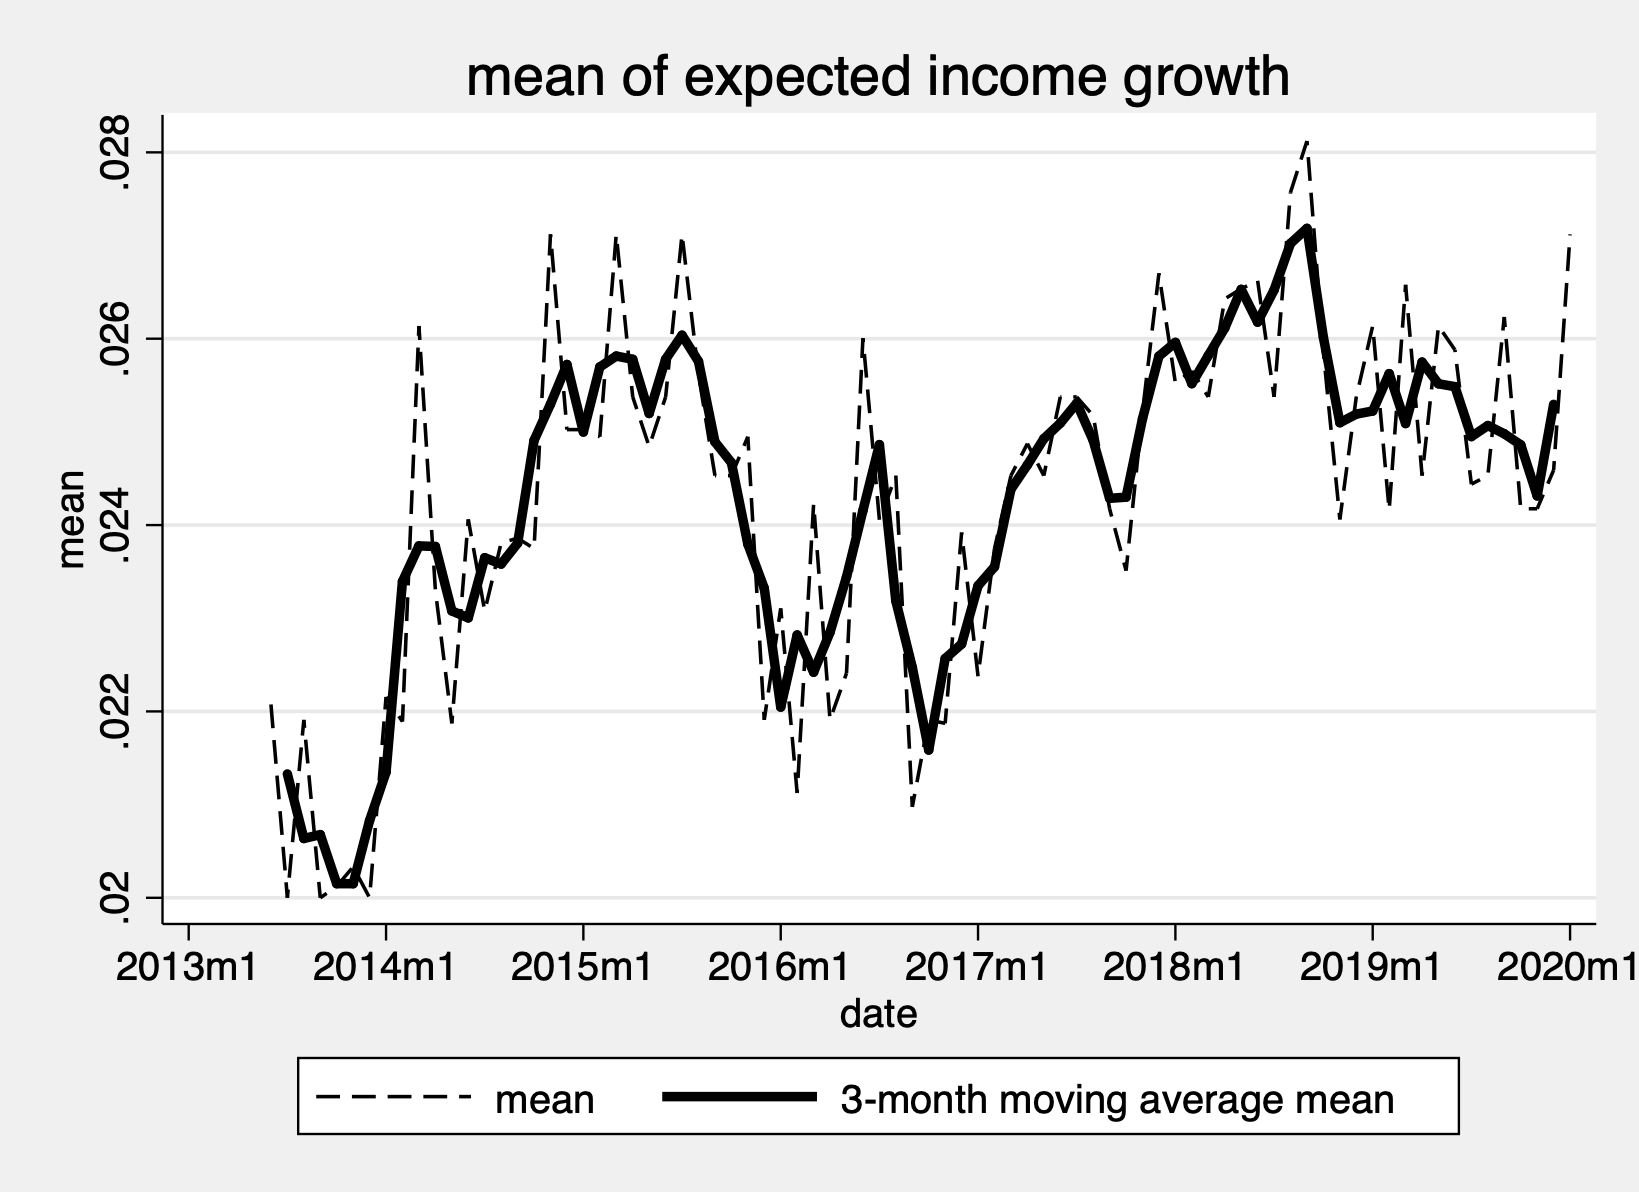 mean of expected income growth
mean
.028
.026
.024
.022
.02
2013m1 2014m1 2015m1 2016m1 2017m1 2018m1 2019m1 2020m1
date
mean 3-month moving average mean